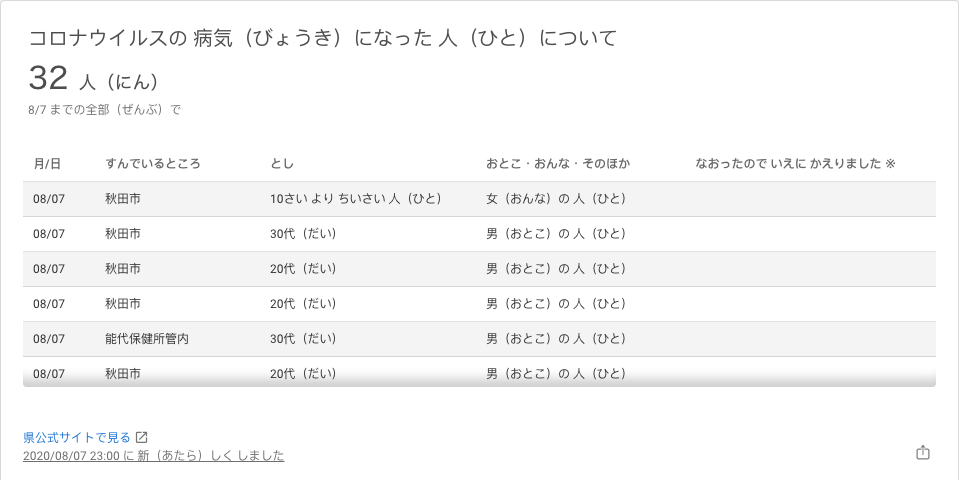 コロナウイルスの 病気（びょうき）になった 人（ひと）について
32 人（にん）
8/7 までの全部（ぜんぶ）で
月/日 すんでいるところ とし おとこ・おんな・そのほか なおったので いえに かえりました ※
08/07 秋田市 10さい より ちいさい 人（ひと） 女（おんな）の 人（ひと）
08/07 秋田市 30代（だい） 男（おとこ）の 人（ひと）
08/07 秋田市 20代（だい） 男（おとこ）の 人（ひと）
08/07 秋田市 20代（だい） 男（おとこ）の 人（ひと）
08/07 能代保健所管内 30代（だい） 男（おとこ）の 人（ひと）
08/07 秋田市 20代（だい） 男（おとこ）の 人（ひと）
県公式サイトで見る
2020/08/07 23:00 に 新（あたら）しく しました